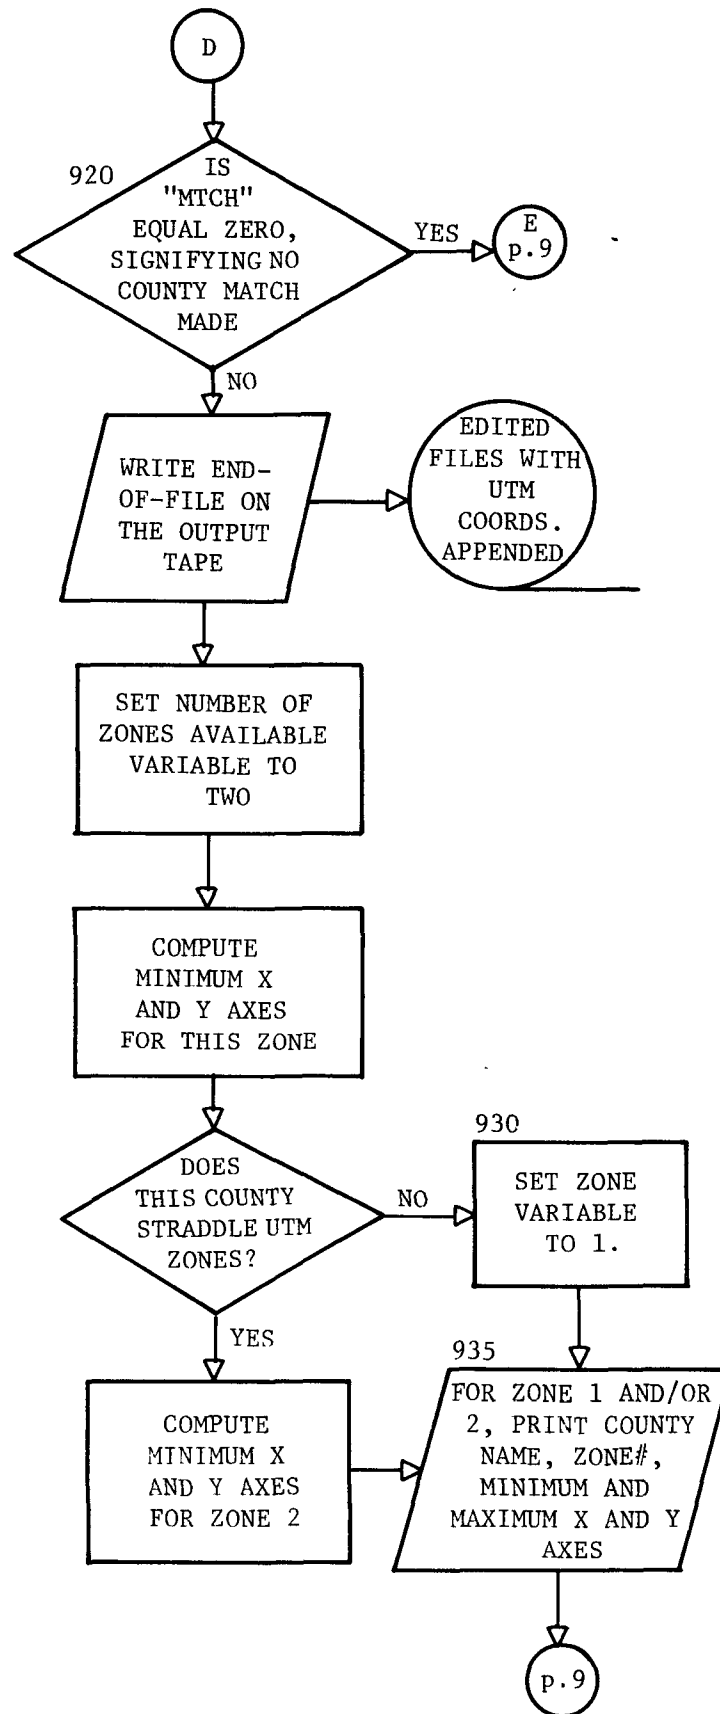 D
920
IS
"MTCH"
EQUAL ZERO,
SIGNIFYING NO
COUNTY MATCH
MADE
YES
E
p.9
NO
WRITE END-
OF-FILE ON
THE OUTPUT
TAPE
EDITED
FILES WITH
UTM
COORDS.
APPENDED
SET NUMBER OF
ZONES AVAILABLE
VARIABLE TO
TWO
COMPUTE
MINIMUM X
AND Y AXES
FOR THIS ZONE
DOES
THIS COUNTY
STRADDLE UTM
ZONES?
NO
930
SET ZONE
VARIABLE
TO 1.
YES
COMPUTE
MINIMUM X
AND Y AXES
FOR ZONE 2
935
FOR ZONE 1 AND/OR
2, PRINT COUNTY
NAME, ZONE#,
MINIMUM AND
MAXIMUM X AND Y
AXES
p.9